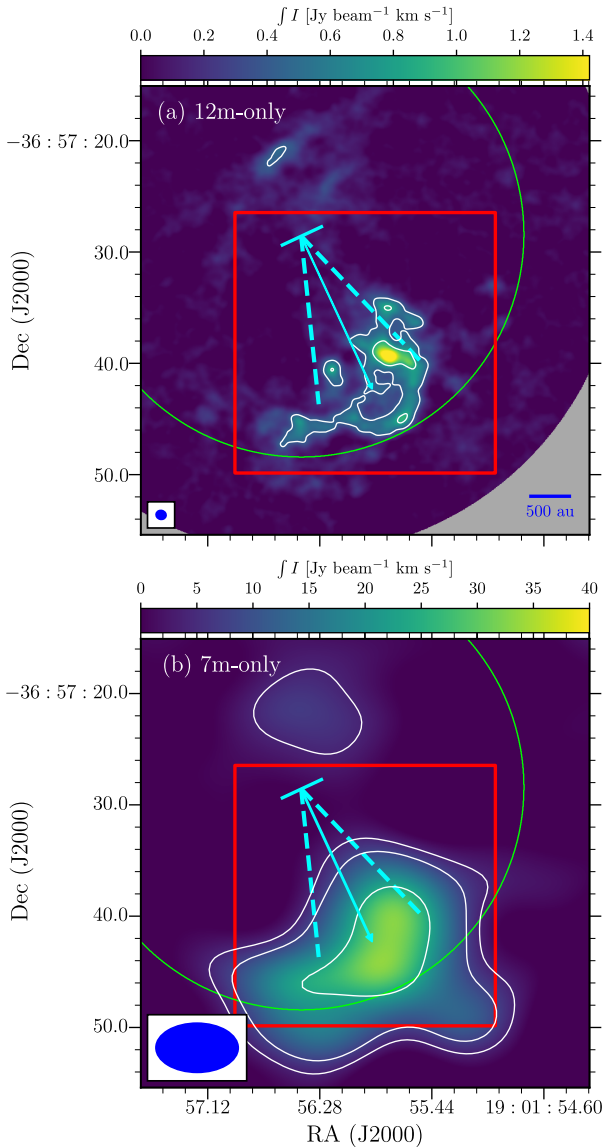 ∫ I [Jy beam⁻¹ km s⁻¹]
0.0 0.2 0.4 0.6 0.8 1.0 1.2 1.4
(a) 12m-only
−36 : 57 : 20.0
30.0
40.0
50.0
Dec (J2000)
500 au
∫ I [Jy beam⁻¹ km s⁻¹]
0 5 10 15 20 25 30 35 40
(b) 7m-only
−36 : 57 : 20.0
30.0
40.0
50.0
Dec (J2000)
57.12 56.28 55.44 19 : 01 : 54.60
RA (J2000)